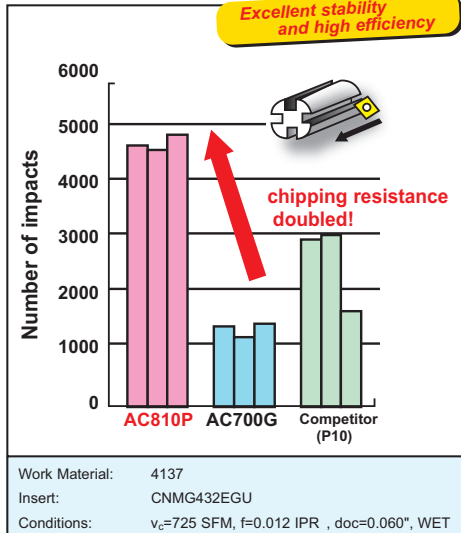 Excellent stability
and high efficiency
6000
5000
4000
3000
2000
1000
0
Number of impacts
chipping resistance
doubled!
AC810P AC700G Competitor
(P10)
Work Material: 4137
Insert: CNMG432EGU
Conditions: vc=725 SFM, f=0.012 IPR , doc=0.060", WET